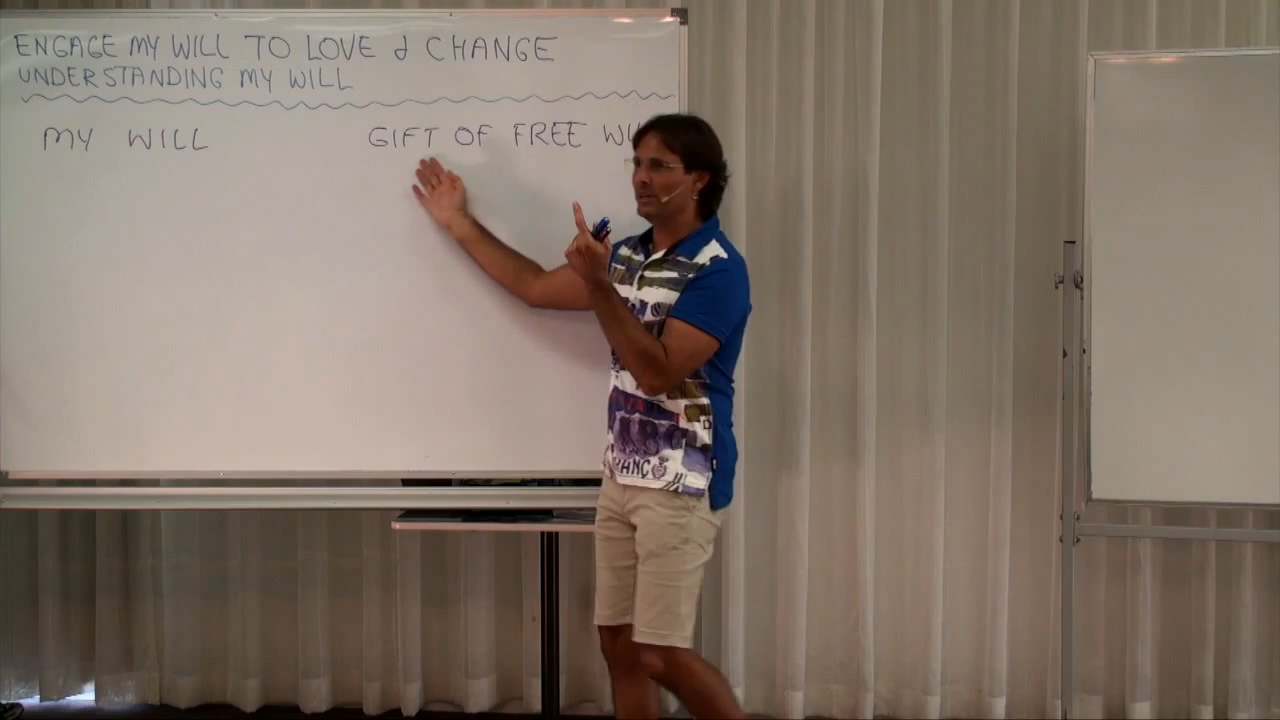 ENGAGE MY WILL TO LOVE & CHANGE
UNDERSTANDING MY WILL
MY WILL
GIFT OF FREE